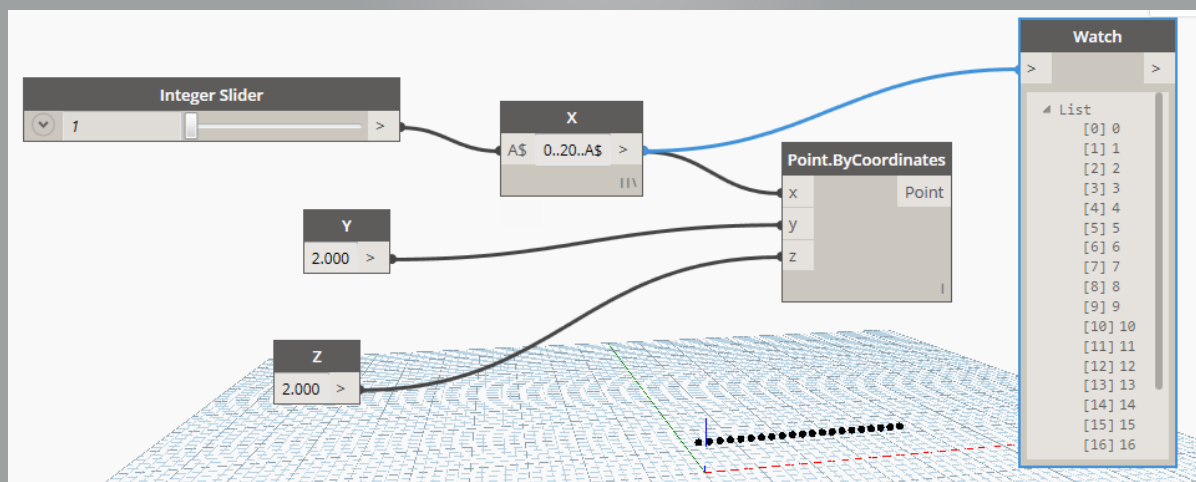 Integer Slider
1 >
X
A$ 0..20..A$ >
Y
2.000 >
Z
2.000 >
Point.ByCoordinates
x Point
y
z
Watch
> >
List
[0] 0
[1] 1
[2] 2
[3] 3
[4] 4
[5] 5
[6] 6
[7] 7
[8] 8
[9] 9
[10] 10
[11] 11
[12] 12
[13] 13
[14] 14
[15] 15
[16] 16